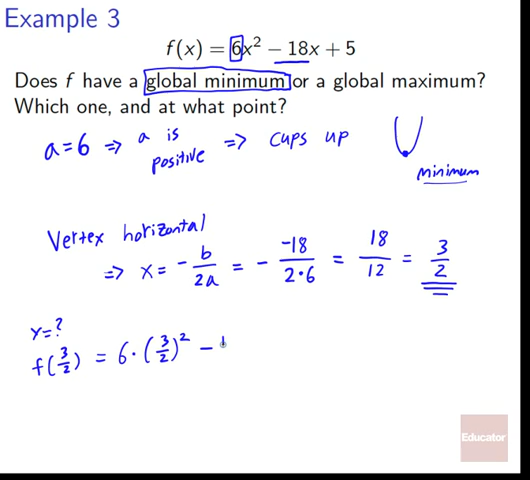 Example 3
f(x) = 6x² − 18x + 5
Does f have a global minimum or a global maximum?
Which one, and at what point?
a=6 => a is positive => cups up
minimum
Vertex horizontal
=> x = - b/2a = - -18/2•6 = 18/12 = 3/2
y=?
f(3/2) = 6•(3/2)² -
Educator